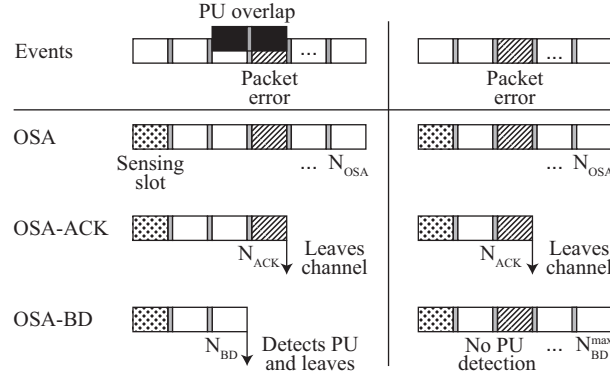 PU overlap
Events
...
...
Packet
error
Packet
error
OSA
Sensing
slot
... N_OSA
... N_OSA
OSA-ACK
N_ACK
Leaves
channel
N_ACK
Leaves
channel
OSA-BD
N_BD
Detects PU
and leaves
No PU
detection
... N_BD^max